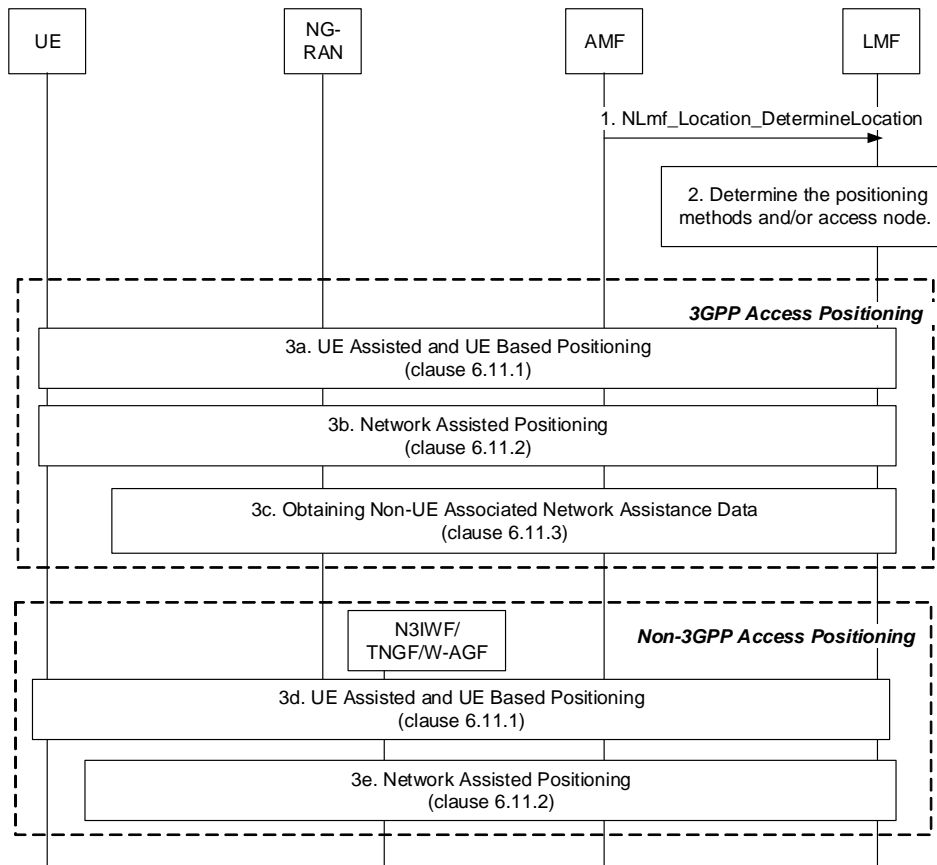 UE
NG-
RAN
AMF
LMF
1. NLmf_Location_DetermineLocation
2. Determine the positioning
methods and/or access node.
3GPP Access Positioning
3a. UE Assisted and UE Based Positioning
(clause 6.11.1)
3b. Network Assisted Positioning
(clause 6.11.2)
3c. Obtaining Non-UE Associated Network Assistance Data
(clause 6.11.3)
N3IWF/
TNGF/W-AGF
Non-3GPP Access Positioning
3d. UE Assisted and UE Based Positioning
(clause 6.11.1)
3e. Network Assisted Positioning
(clause 6.11.2)